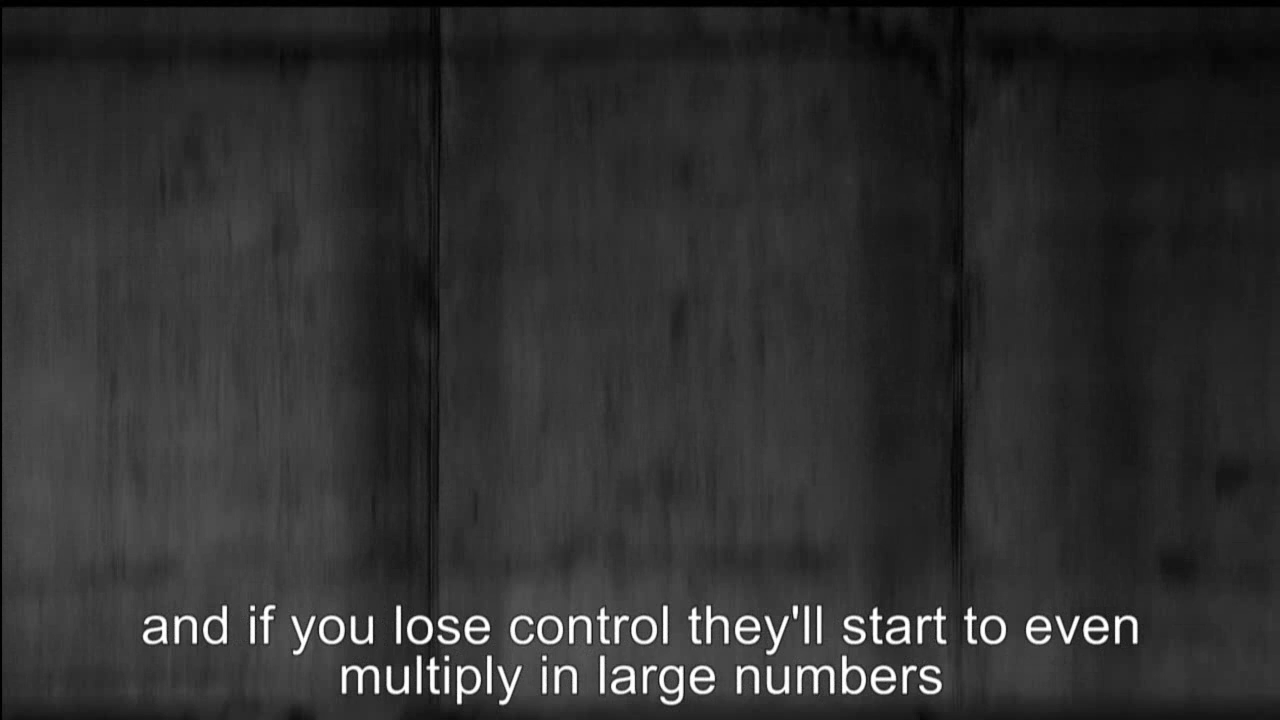 and if you lose control they'll start to even
multiply in large numbers